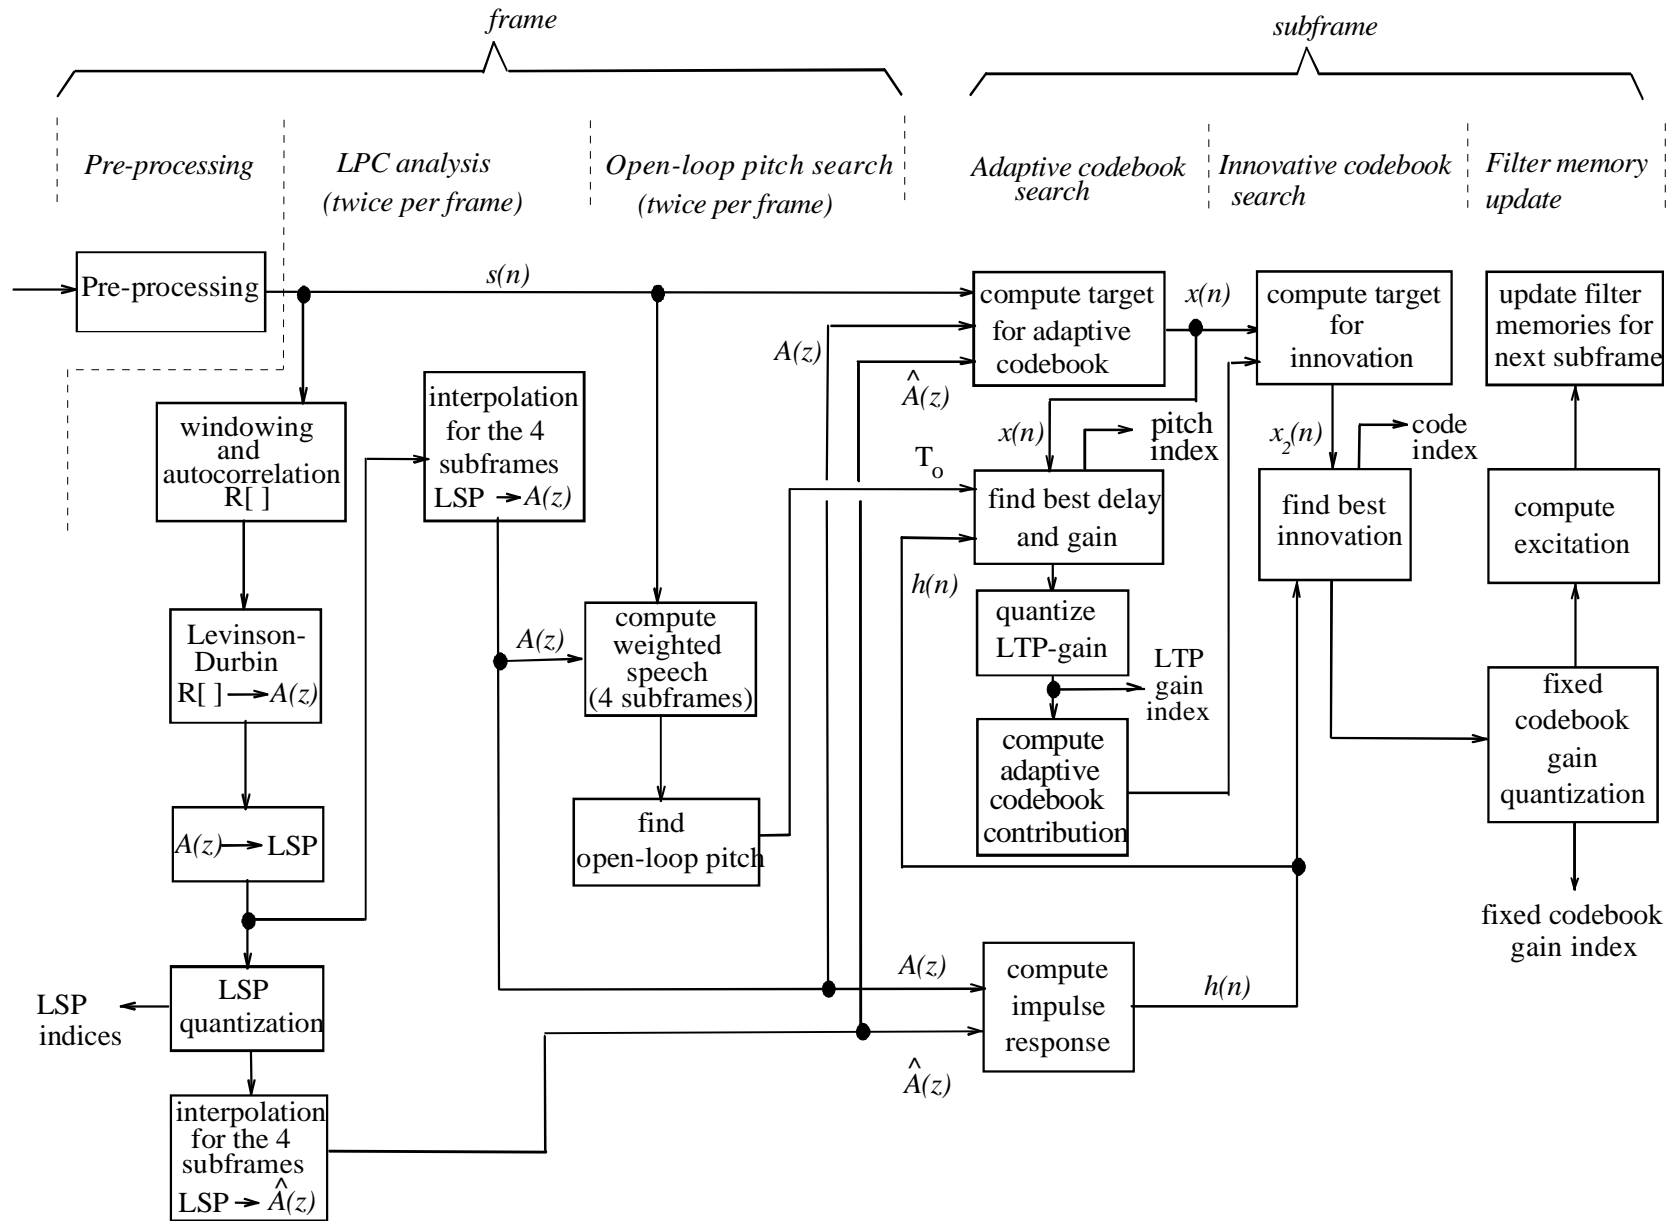 frame
subframe
Pre-processing
LPC analysis
(twice per frame)
Open-loop pitch search
(twice per frame)
Adaptive codebook
search
Innovative codebook
search
Filter memory
update
Pre-processing
s(n)
windowing
and
autocorrelation
R[ ]
Levinson-
Durbin
R[ ] → A(z)
A(z) → LSP
LSP
quantization
LSP
indices
interpolation
for the 4
subframes
LSP → Â(z)
interpolation
for the 4
subframes
LSP → A(z)
A(z)
compute
weighted
speech
(4 subframes)
find
open-loop pitch
A(z)
Â(z)
T₀
compute target
for adaptive
codebook
x(n)
x(n)
pitch
index
find best delay
and gain
h(n)
quantize
LTP-gain
LTP
gain
index
compute
adaptive
codebook
contribution
A(z)
Â(z)
compute
impulse
response
h(n)
compute target
for
innovation
x₂(n)
code
index
find best
innovation
update filter
memories for
next subframe
compute
excitation
fixed
codebook
gain
quantization
fixed codebook
gain index